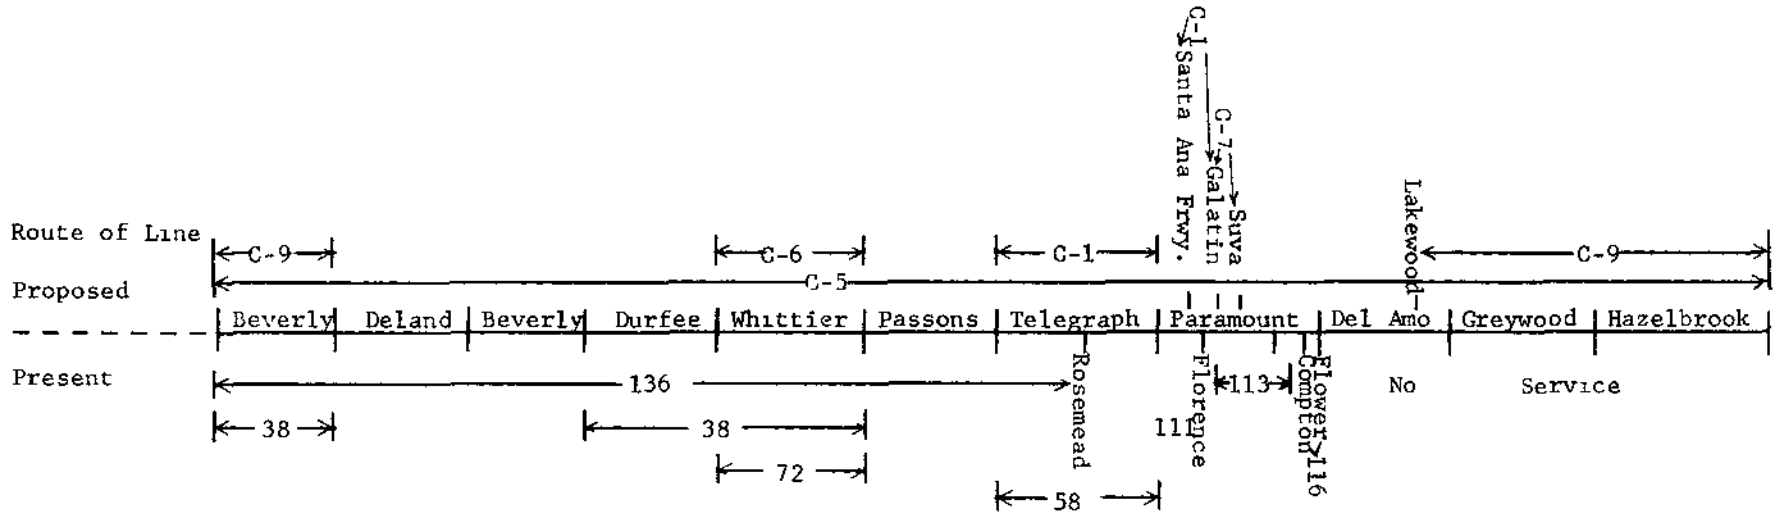 C-1
Santa Ana Frwy.
C-7
Galatin
Suva
Lakewood
Route of Line
C-9
C-6
C-1
C-9
Proposed
C-5
Beverly Deland Beverly Durfee Whittier Passons Telegraph Paramount Del Amo Greywood Hazelbrook
Present
136
Rosemead
Florence
113
Compton
Flower
116
No Service
38
38
111
72
58